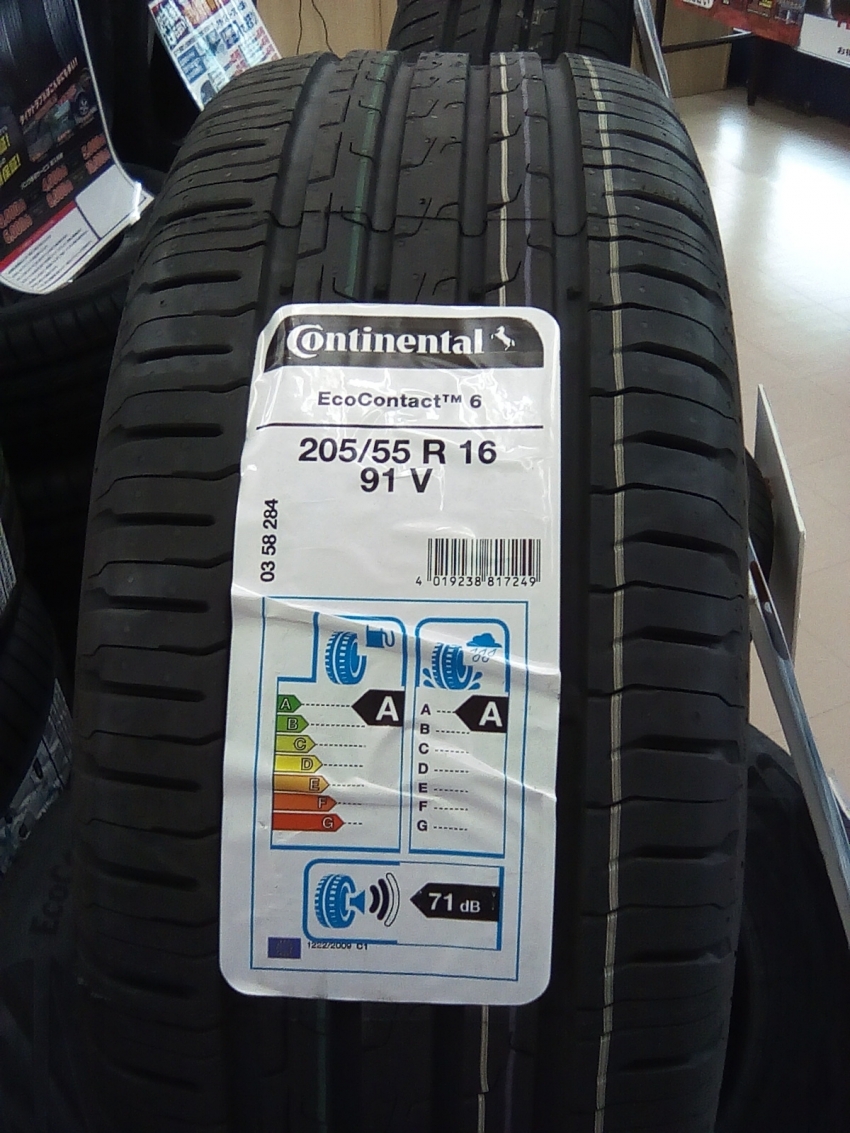 Continental
EcoContact™ 6
205/55 R 16
91 V
03 58 284
4 019238 817249
A
B
C
D
E
F
G
A
A
B
C
D
E
F
G
A
71 dB
1222/2009 C1